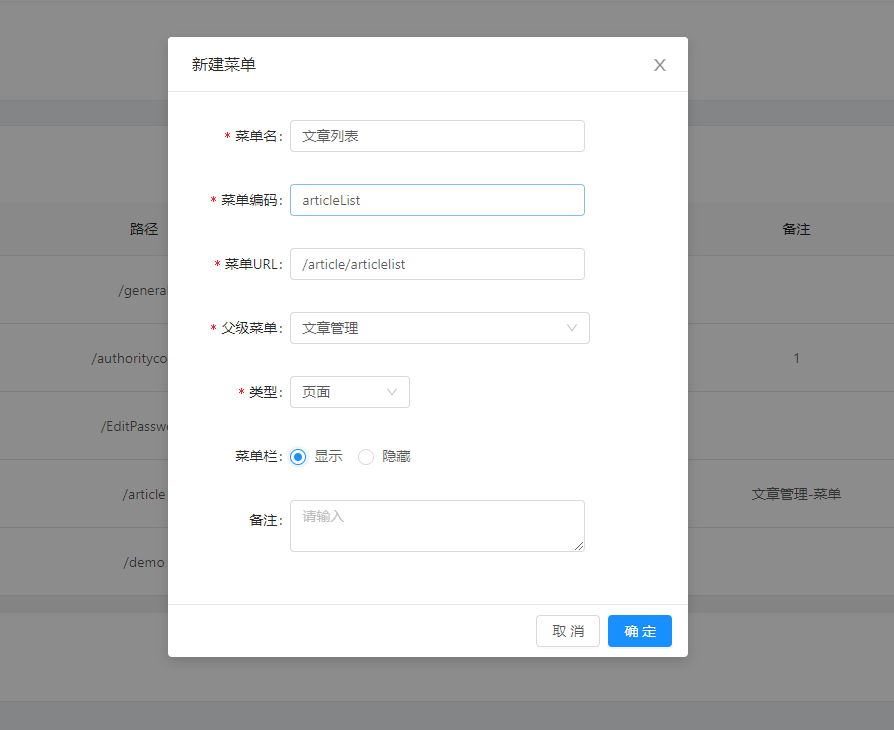 新建菜单
* 菜单名: 文章列表
* 菜单编码: articleList
* 菜单URL: /article/articlelist
* 父级菜单: 文章管理
* 类型: 页面
菜单栏: 显示 隐藏
备注: 请输入
取 消 确 定
路径 备注
/genera
/authorityco 1
/EditPassw
/article 文章管理-菜单
/demo